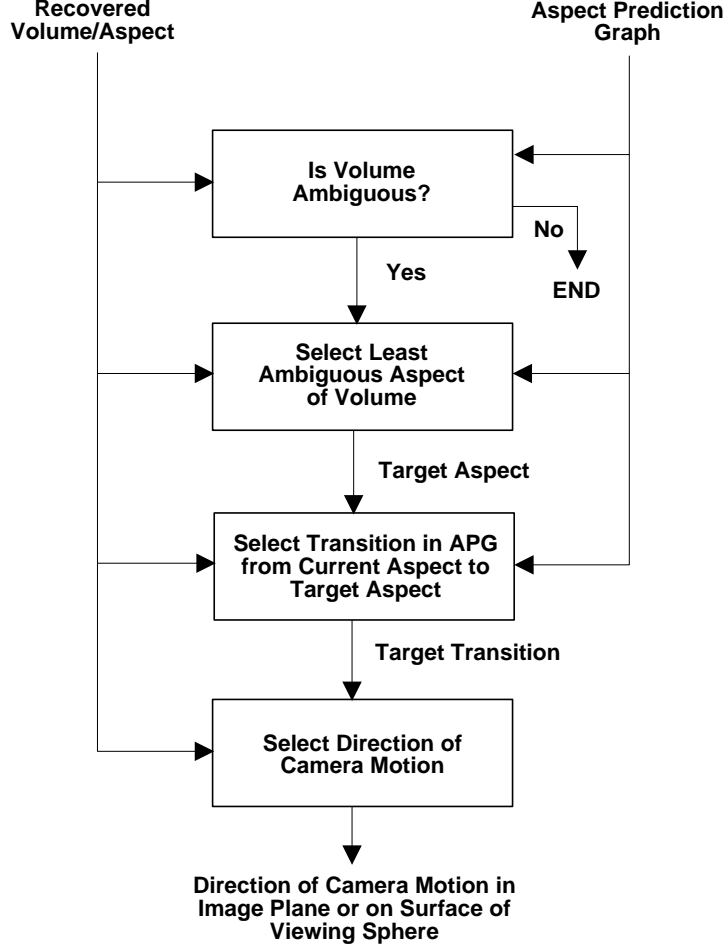 Recovered
Volume/Aspect
Aspect Prediction
Graph
Is Volume
Ambiguous?
No
END
Yes
Select Least
Ambiguous Aspect
of Volume
Target Aspect
Select Transition in APG
from Current Aspect to
Target Aspect
Target Transition
Select Direction of
Camera Motion
Direction of Camera Motion in
Image Plane or on Surface of
Viewing Sphere